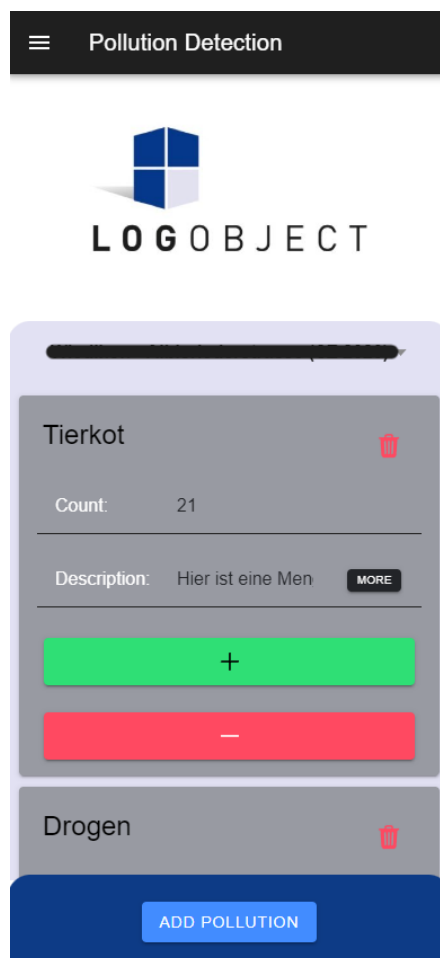 Pollution Detection
LOGOBJECT
Tierkot
Count: 21
Description: Hier ist eine Men MORE
+
−
Drogen
ADD POLLUTION